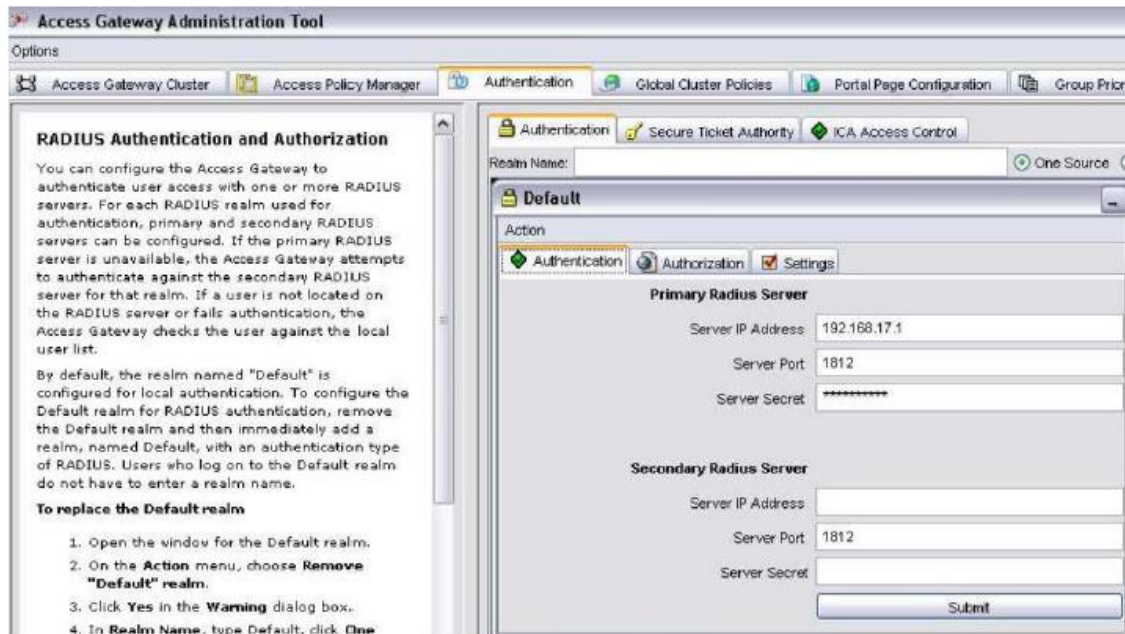 Access Gateway Administration Tool
Options
Access Gateway Cluster
Access Policy Manager
Authentication
Global Cluster Policies
Portal Page Configuration
Group Prior
RADIUS Authentication and Authorization
You can configure the Access Gateway to
authenticate user access with one or more RADIUS
servers. For each RADIUS realm used for
authentication, primary and secondary RADIUS
servers can be configured. If the primary RADIUS
server is unavailable, the Access Gateway attempts
to authenticate against the secondary RADIUS
server for that realm. If a user is not located on
the RADIUS server or fails authentication, the
Access Gateway checks the user against the local
user list.
By default, the realm named "Default" is
configured for local authentication. To configure the
Default realm for RADIUS authentication, remove
the Default realm and then immediately add a
realm, named Default, with an authentication type
of RADIUS. Users who log on to the Default realm
do not have to enter a realm name.
To replace the Default realm
1. Open the window for the Default realm.
2. On the Action menu, choose Remove
"Default" realm.
3. Click Yes in the Warning dialog box.
4. In Realm Name, type Default, click One
Authentication
Secure Ticket Authority
ICA Access Control
Realm Name:
One Source
Default
Action
Authentication
Authorization
Settings
Primary Radius Server
Server IP Address 192.168.17.1
Server Port 1812
Server Secret **********
Secondary Radius Server
Server IP Address
Server Port 1812
Server Secret
Submit